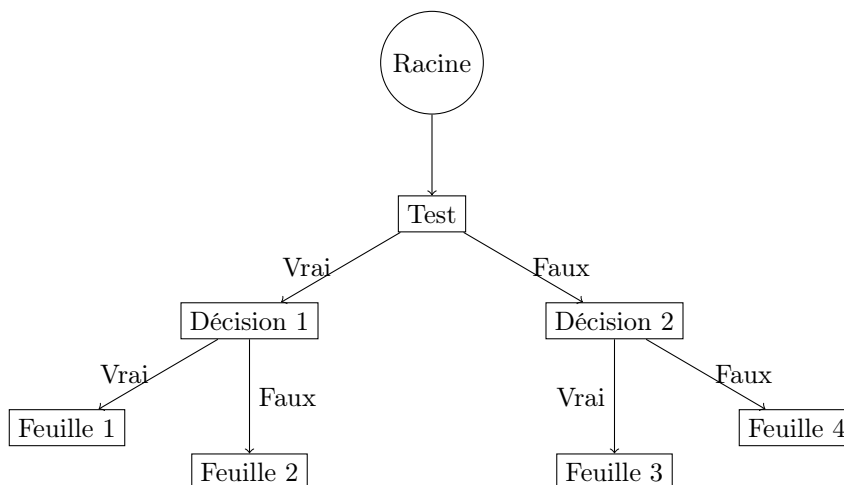 Racine
Test
Vrai
Faux
Décision 1
Décision 2
Vrai
Faux
Vrai
Faux
Feuille 1
Feuille 4
Feuille 2
Feuille 3